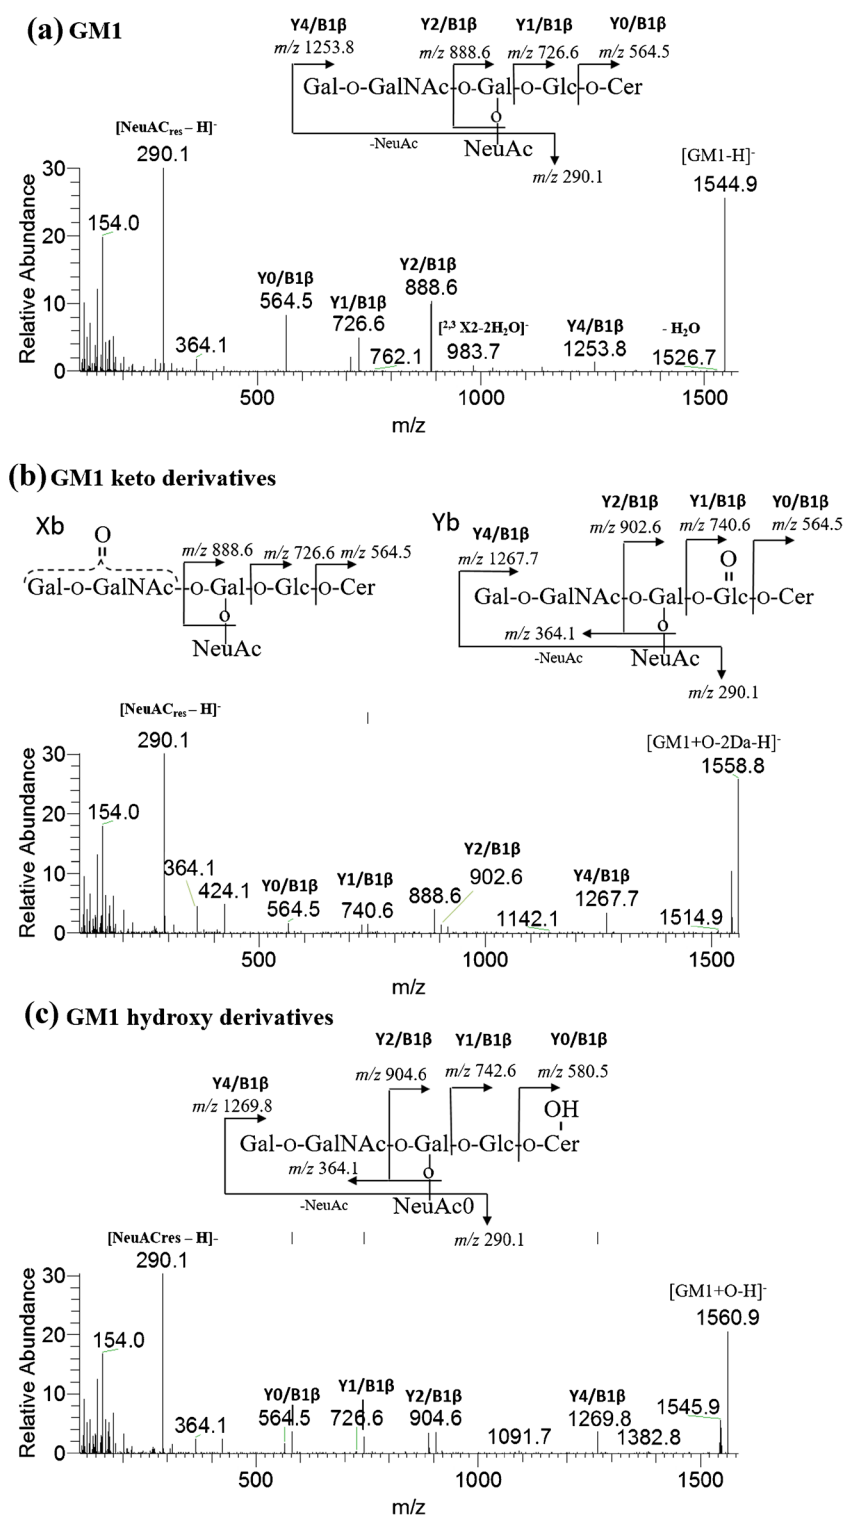 (a) GM1
Y4/B1β Y2/B1β Y1/B1β Y0/B1β
m/z 1253.8 m/z 888.6 m/z 726.6 m/z 564.5
Gal-o-GalNAc-o-Gal-o-Glc-o-Cer
o
-NeuAc NeuAc
m/z 290.1
[NeuACres – H]-
290.1
[GM1-H]-
1544.9
30
20
10
0
Relative Abundance
154.0
364.1
Y0/B1β
564.5
Y1/B1β
726.6
762.1
Y2/B1β
888.6
[2,3 X2-2H2O]-
983.7
Y4/B1β
1253.8
- H2O
1526.7
500 1000 1500
m/z
(b) GM1 keto derivatives
Xb
O
m/z 888.6 m/z 726.6 m/z 564.5
Gal-o-GalNAc-o-Gal-o-Glc-o-Cer
o
NeuAc
Yb
Y4/B1β Y2/B1β Y1/B1β Y0/B1β
m/z 1267.7 m/z 902.6 m/z 740.6 m/z 564.5
O
Gal-o-GalNAc-o-Gal-o-Glc-o-Cer
o
m/z 364.1
-NeuAc NeuAc
m/z 290.1
[NeuACres – H]-
290.1
[GM1+O-2Da-H]-
1558.8
30
20
10
0
Relative Abundance
154.0
364.1
424.1
Y0/B1β
564.5
Y1/B1β
740.6
888.6
Y2/B1β
902.6
1142.1
Y4/B1β
1267.7
1514.9
500 1000 1500
m/z
(c) GM1 hydroxy derivatives
Y4/B1β Y2/B1β Y1/B1β Y0/B1β
m/z 1269.8 m/z 904.6 m/z 742.6 m/z 580.5
OH
Gal-o-GalNAc-o-Gal-o-Glc-o-Cer
m/z 364.1
o
-NeuAc NeuAc0
m/z 290.1
[NeuACres – H]-
290.1
[GM1+O-H]-
1560.9
30
20
10
0
Relative Abundance
154.0
364.1
Y0/B1β
564.5
Y1/B1β
726.6
Y2/B1β
904.6
1091.7
Y4/B1β
1269.8
1382.8
1545.9
500 1000 1500
m/z